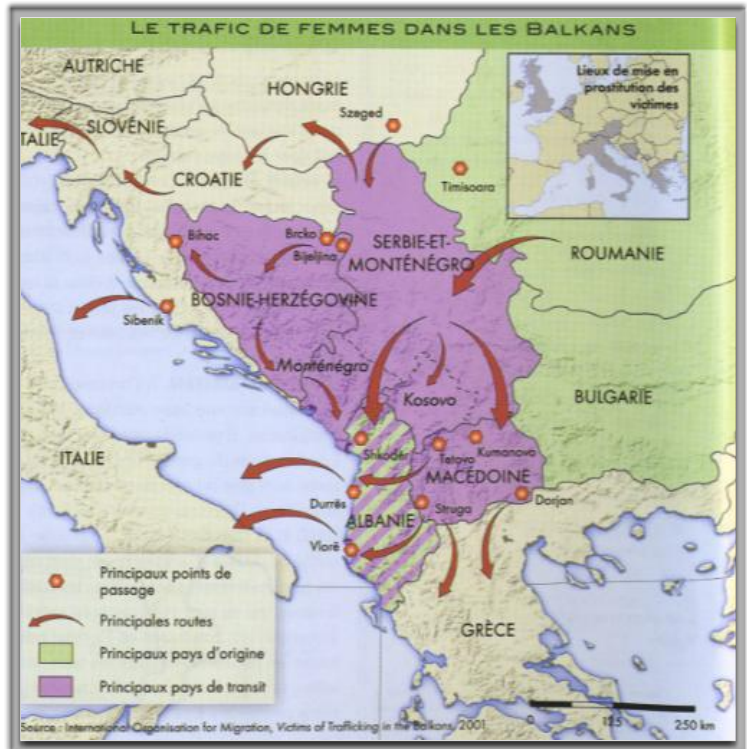 LE TRAFIC DE FEMMES DANS LES BALKANS
AUTRICHE
HONGRIE
Lieux de mise en
prostitution des
victimes
Szeged
SLOVÉNIE
ITALIE
CROATIE
Timisoara
Bihac
Brcko
Bijeljina
SERBIE-ET-
MONTÉNÉGRO
ROUMANIE
BOSNIE-HERZÉGOVINE
Sibenik
Monténégro
Kosovo
BULGARIE
ITALIE
Shkodër
Tetovo
Kumanovo
MACÉDOINE
Durrës
Struga
Dorjan
ALBANIE
Vlorë
GRÈCE
Principaux points de
passage
Principales routes
Principaux pays d'origine
Principaux pays de transit
Source : International Organisation for Migration, Victims of Trafficking in the Balkans, 2001
0 125 250 km